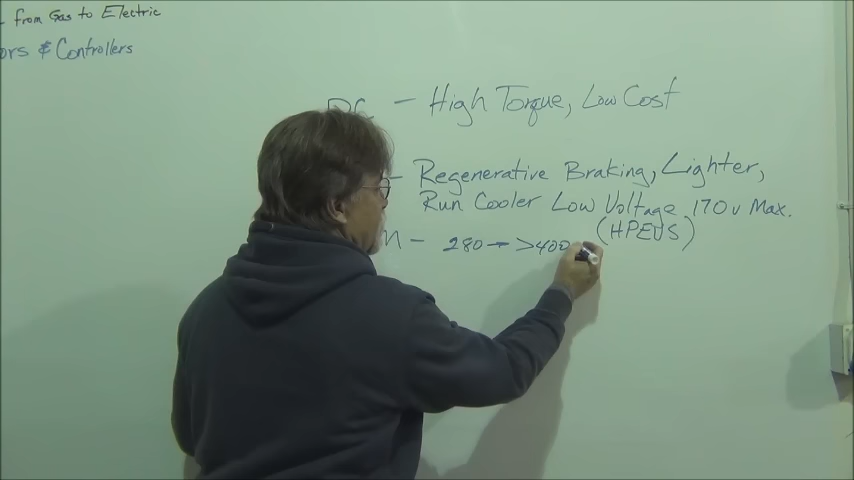 - from Gas to Electric
ors & Controllers
DC - High Torque, Low Cost
- Regenerative Braking, Lighter,
Run Cooler Low Voltage 170v Max.
(HPEVS)
n - 280 - >400